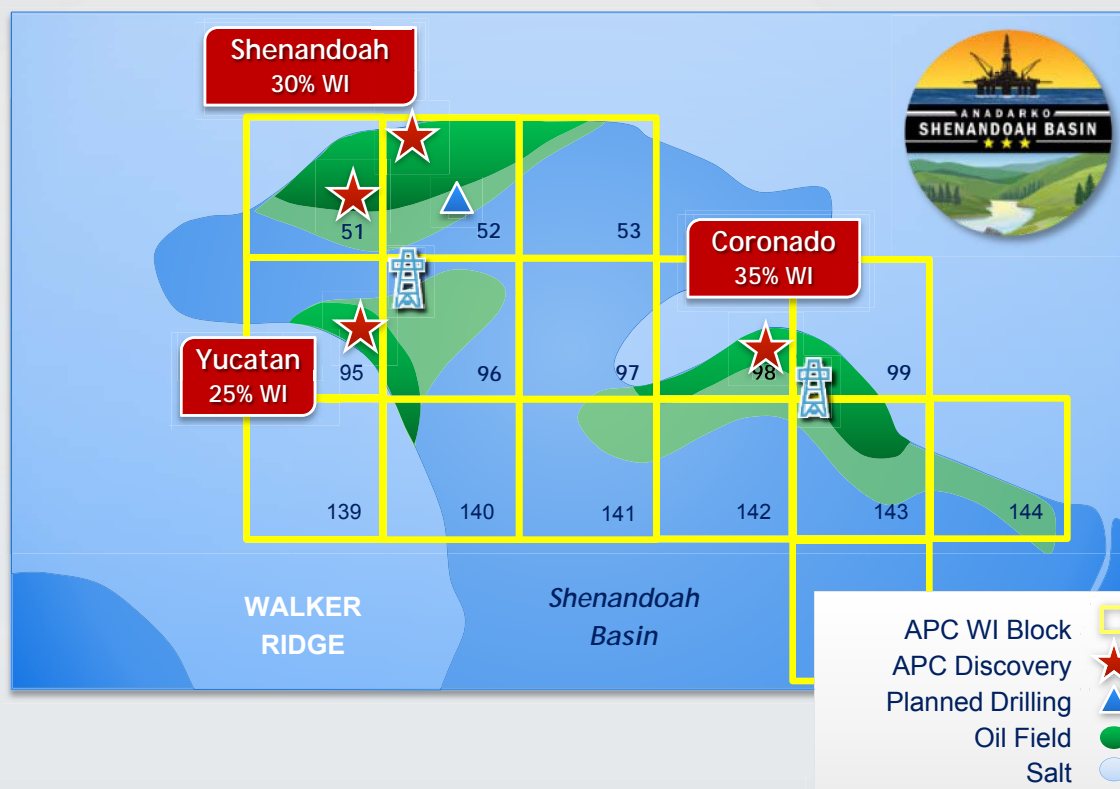 Shenandoah
30% WI
ANADARKO
SHENANDOAH BASIN
51
52
53
Coronado
35% WI
Yucatan
25% WI
95
96
97
98
99
139
140
141
142
143
144
WALKER
RIDGE
Shenandoah
Basin
APC WI Block
APC Discovery
Planned Drilling
Oil Field
Salt